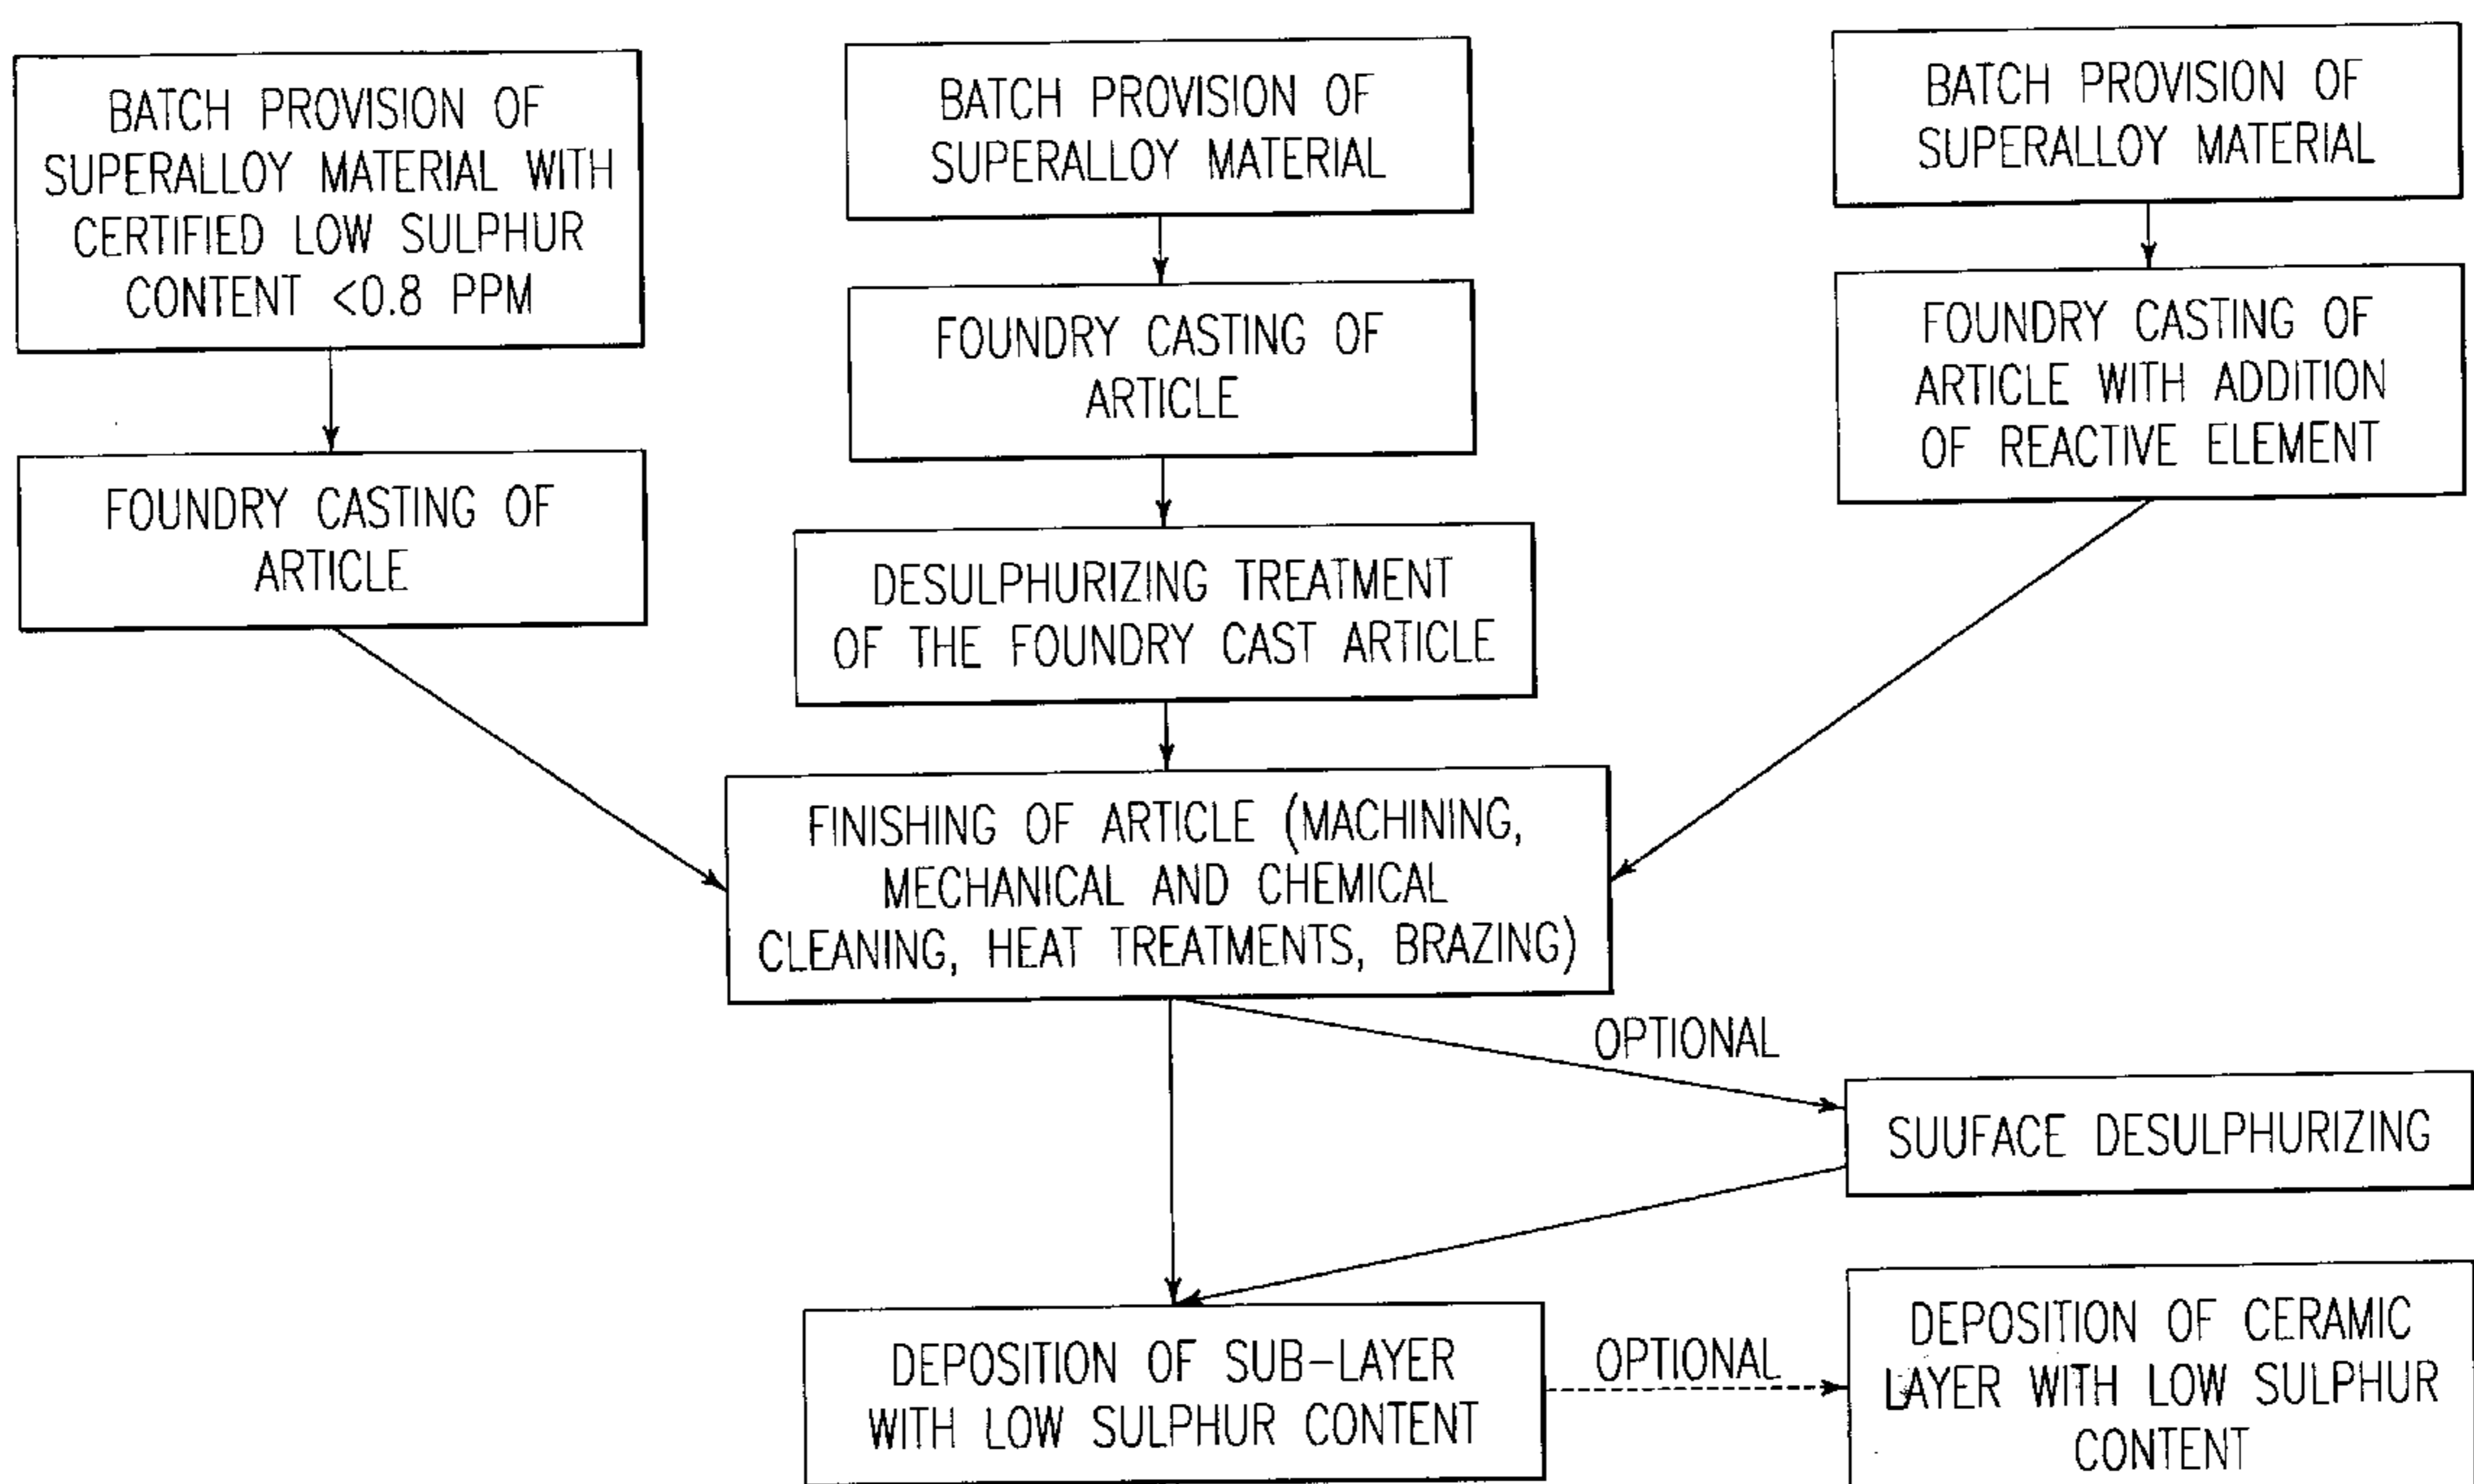 BATCH PROVISION OF
SUPERALLOY MATERIAL WITH
CERTIFIED LOW SULPHUR
CONTENT <0.8 PPM
FOUNDRY CASTING OF
ARTICLE
BATCH PROVISION OF
SUPERALLOY MATERIAL
FOUNDRY CASTING OF
ARTICLE
DESULPHURIZING TREATMENT
OF THE FOUNDRY CAST ARTICLE
BATCH PROVISION OF
SUPERALLOY MATERIAL
FOUNDRY CASTING OF
ARTICLE WITH ADDITION
OF REACTIVE ELEMENT
FINISHING OF ARTICLE (MACHINING,
MECHANICAL AND CHEMICAL
CLEANING, HEAT TREATMENTS, BRAZING)
OPTIONAL
SUUFACE DESULPHURIZING
DEPOSITION OF SUB-LAYER
WITH LOW SULPHUR CONTENT
OPTIONAL
DEPOSITION OF CERAMIC
LAYER WITH LOW SULPHUR
CONTENT